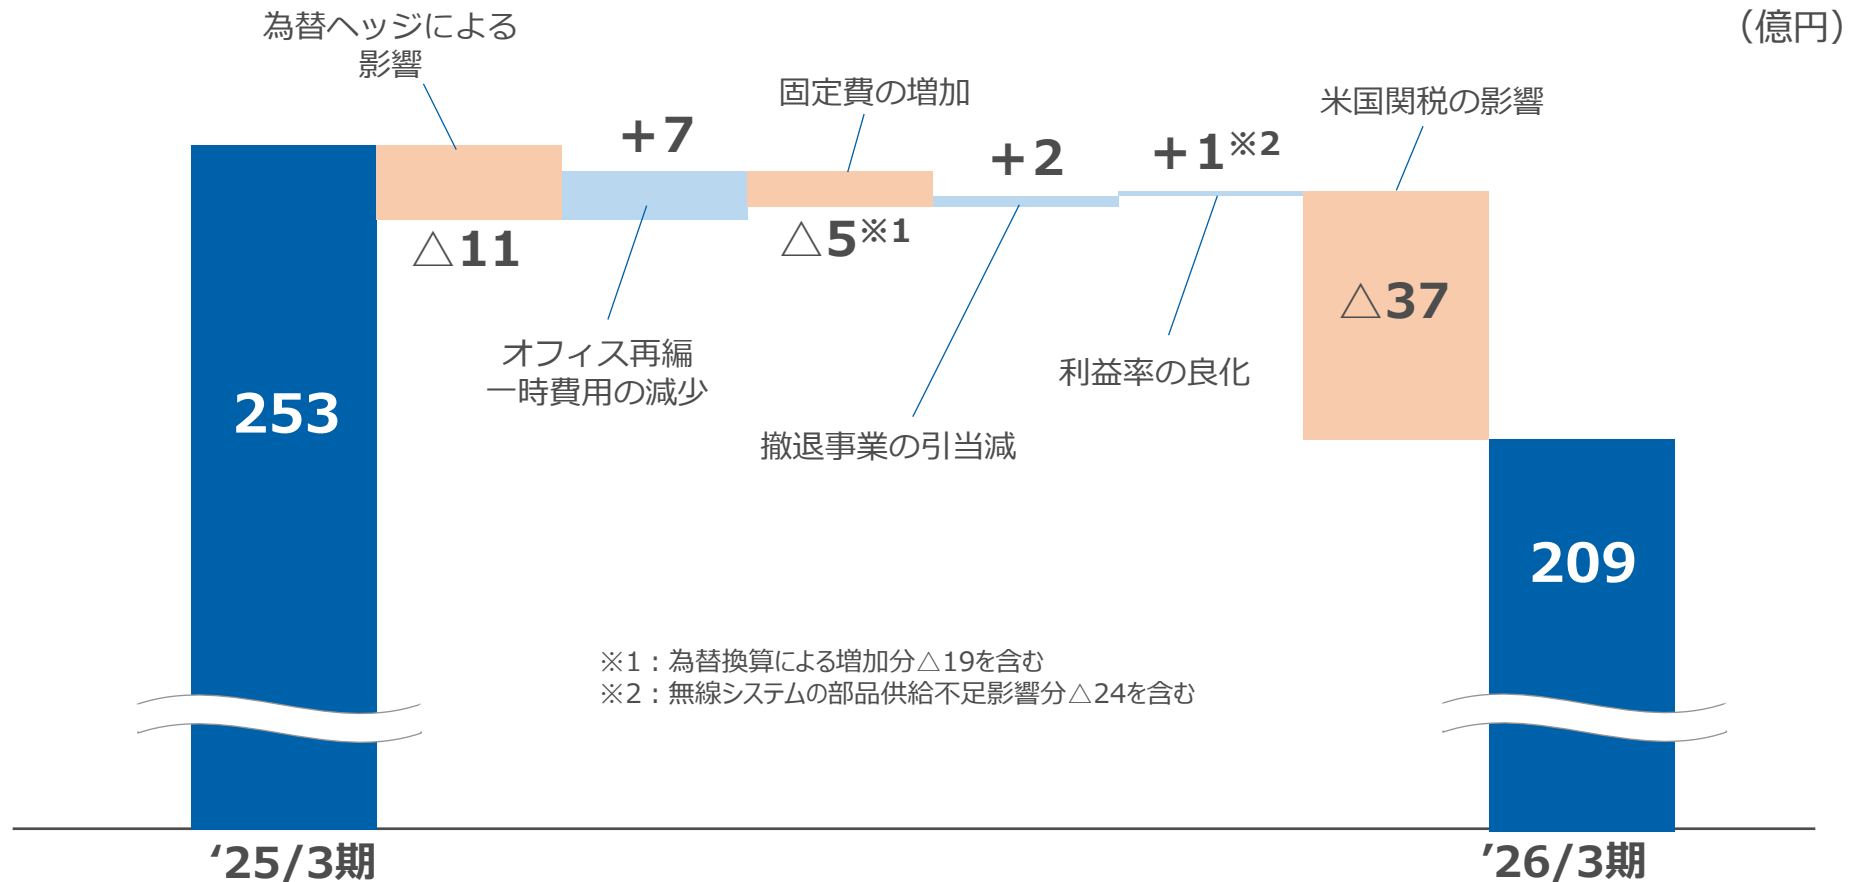 （億円）
為替ヘッジによる
影響
固定費の増加
米国関税の影響
＋7
＋2
＋1※2
△11
△5※1
△37
オフィス再編
一時費用の減少
利益率の良化
撤退事業の引当減
253
209
※1：為替換算による増加分△19を含む
※2：無線システムの部品供給不足影響分△24を含む
‘25/3期
’26/3期